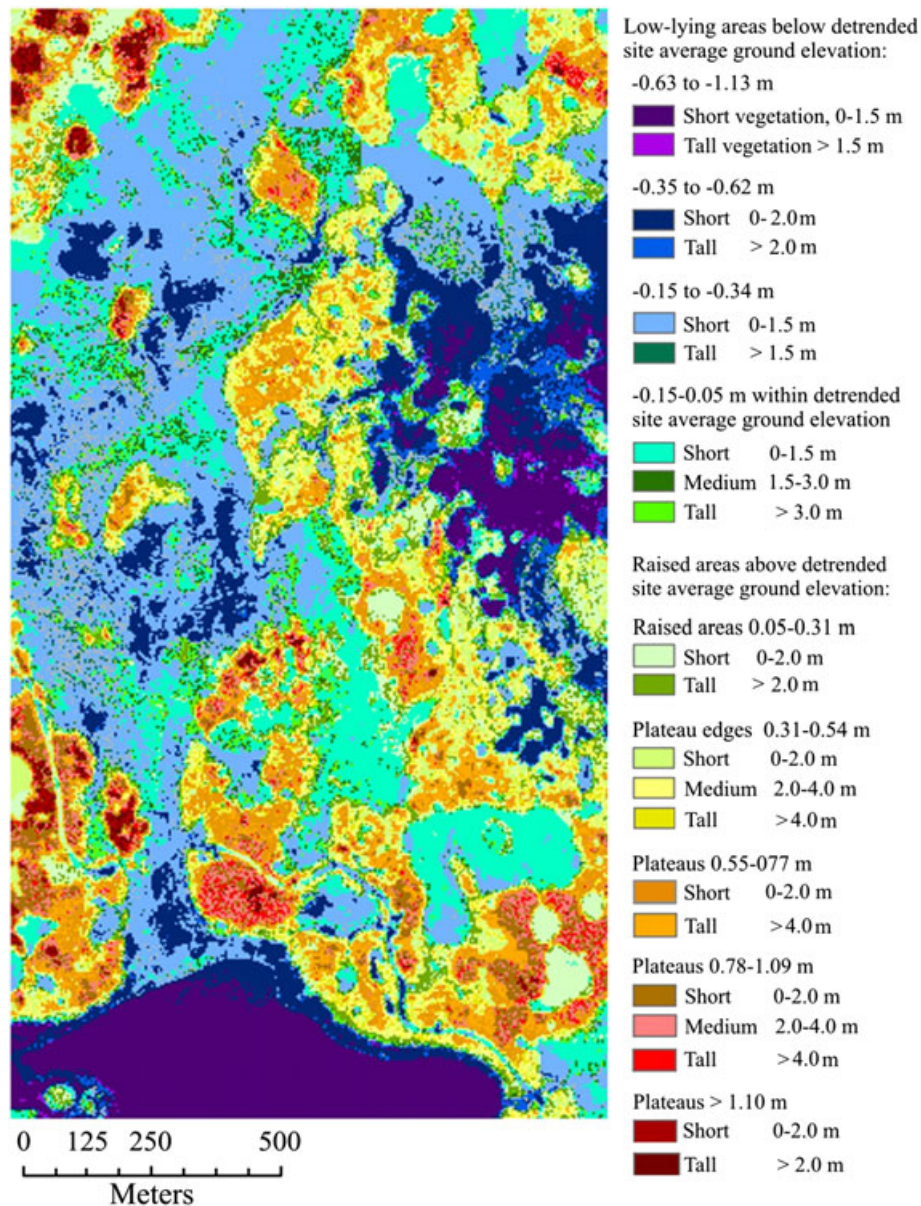 Low-lying areas below detrended
site average ground elevation:
-0.63 to -1.13 m
Short vegetation, 0-1.5 m
Tall vegetation > 1.5 m
-0.35 to -0.62 m
Short 0- 2.0 m
Tall > 2.0 m
-0.15 to -0.34 m
Short 0-1.5 m
Tall > 1.5 m
-0.15-0.05 m within detrended
site average ground elevation
Short 0-1.5 m
Medium 1.5-3.0 m
Tall > 3.0 m
Raised areas above detrended
site average ground elevation:
Raised areas 0.05-0.31 m
Short 0-2.0 m
Tall > 2.0 m
Plateau edges 0.31-0.54 m
Short 0-2.0 m
Medium 2.0-4.0 m
Tall >4.0 m
Plateaus 0.55-077 m
Short 0-2.0 m
Tall >4.0 m
Plateaus 0.78-1.09 m
Short 0-2.0 m
Medium 2.0-4.0 m
Tall >4.0 m
Plateaus > 1.10 m
Short 0-2.0 m
Tall > 2.0 m
0 125 250 500
Meters